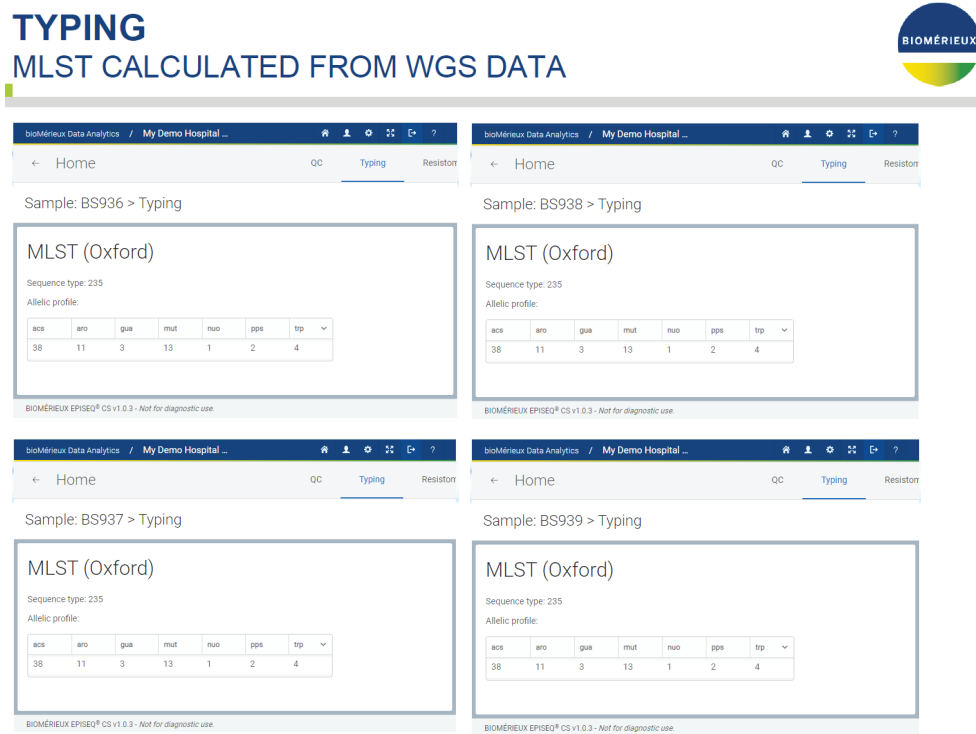 TYPING
MLST CALCULATED FROM WGS DATA
BIOMÉRIEUX
bioMérieux Data Analytics / My Demo Hospital ... ?
← Home QC Typing Resistom
Sample: BS936 > Typing
MLST (Oxford)
Sequence type: 235
Allelic profile:
acs aro gua mut nuo pps trp
38 11 3 13 1 2 4
BIOMÉRIEUX EPISEQ® CS v1.0.3 - Not for diagnostic use.
bioMérieux Data Analytics / My Demo Hospital ... ?
← Home QC Typing Resistom
Sample: BS938 > Typing
MLST (Oxford)
Sequence type: 235
Allelic profile:
acs aro gua mut nuo pps trp
38 11 3 13 1 2 4
BIOMÉRIEUX EPISEQ® CS v1.0.3 - Not for diagnostic use.
bioMérieux Data Analytics / My Demo Hospital ... ?
← Home QC Typing Resistom
Sample: BS937 > Typing
MLST (Oxford)
Sequence type: 235
Allelic profile:
acs aro gua mut nuo pps trp
38 11 3 13 1 2 4
BIOMÉRIEUX EPISEQ® CS v1.0.3 - Not for diagnostic use.
bioMérieux Data Analytics / My Demo Hospital ... ?
← Home QC Typing Resistom
Sample: BS939 > Typing
MLST (Oxford)
Sequence type: 235
Allelic profile:
acs aro gua mut nuo pps trp
38 11 3 13 1 2 4
BIOMÉRIEUX EPISEQ® CS v1.0.3 - Not for diagnostic use.